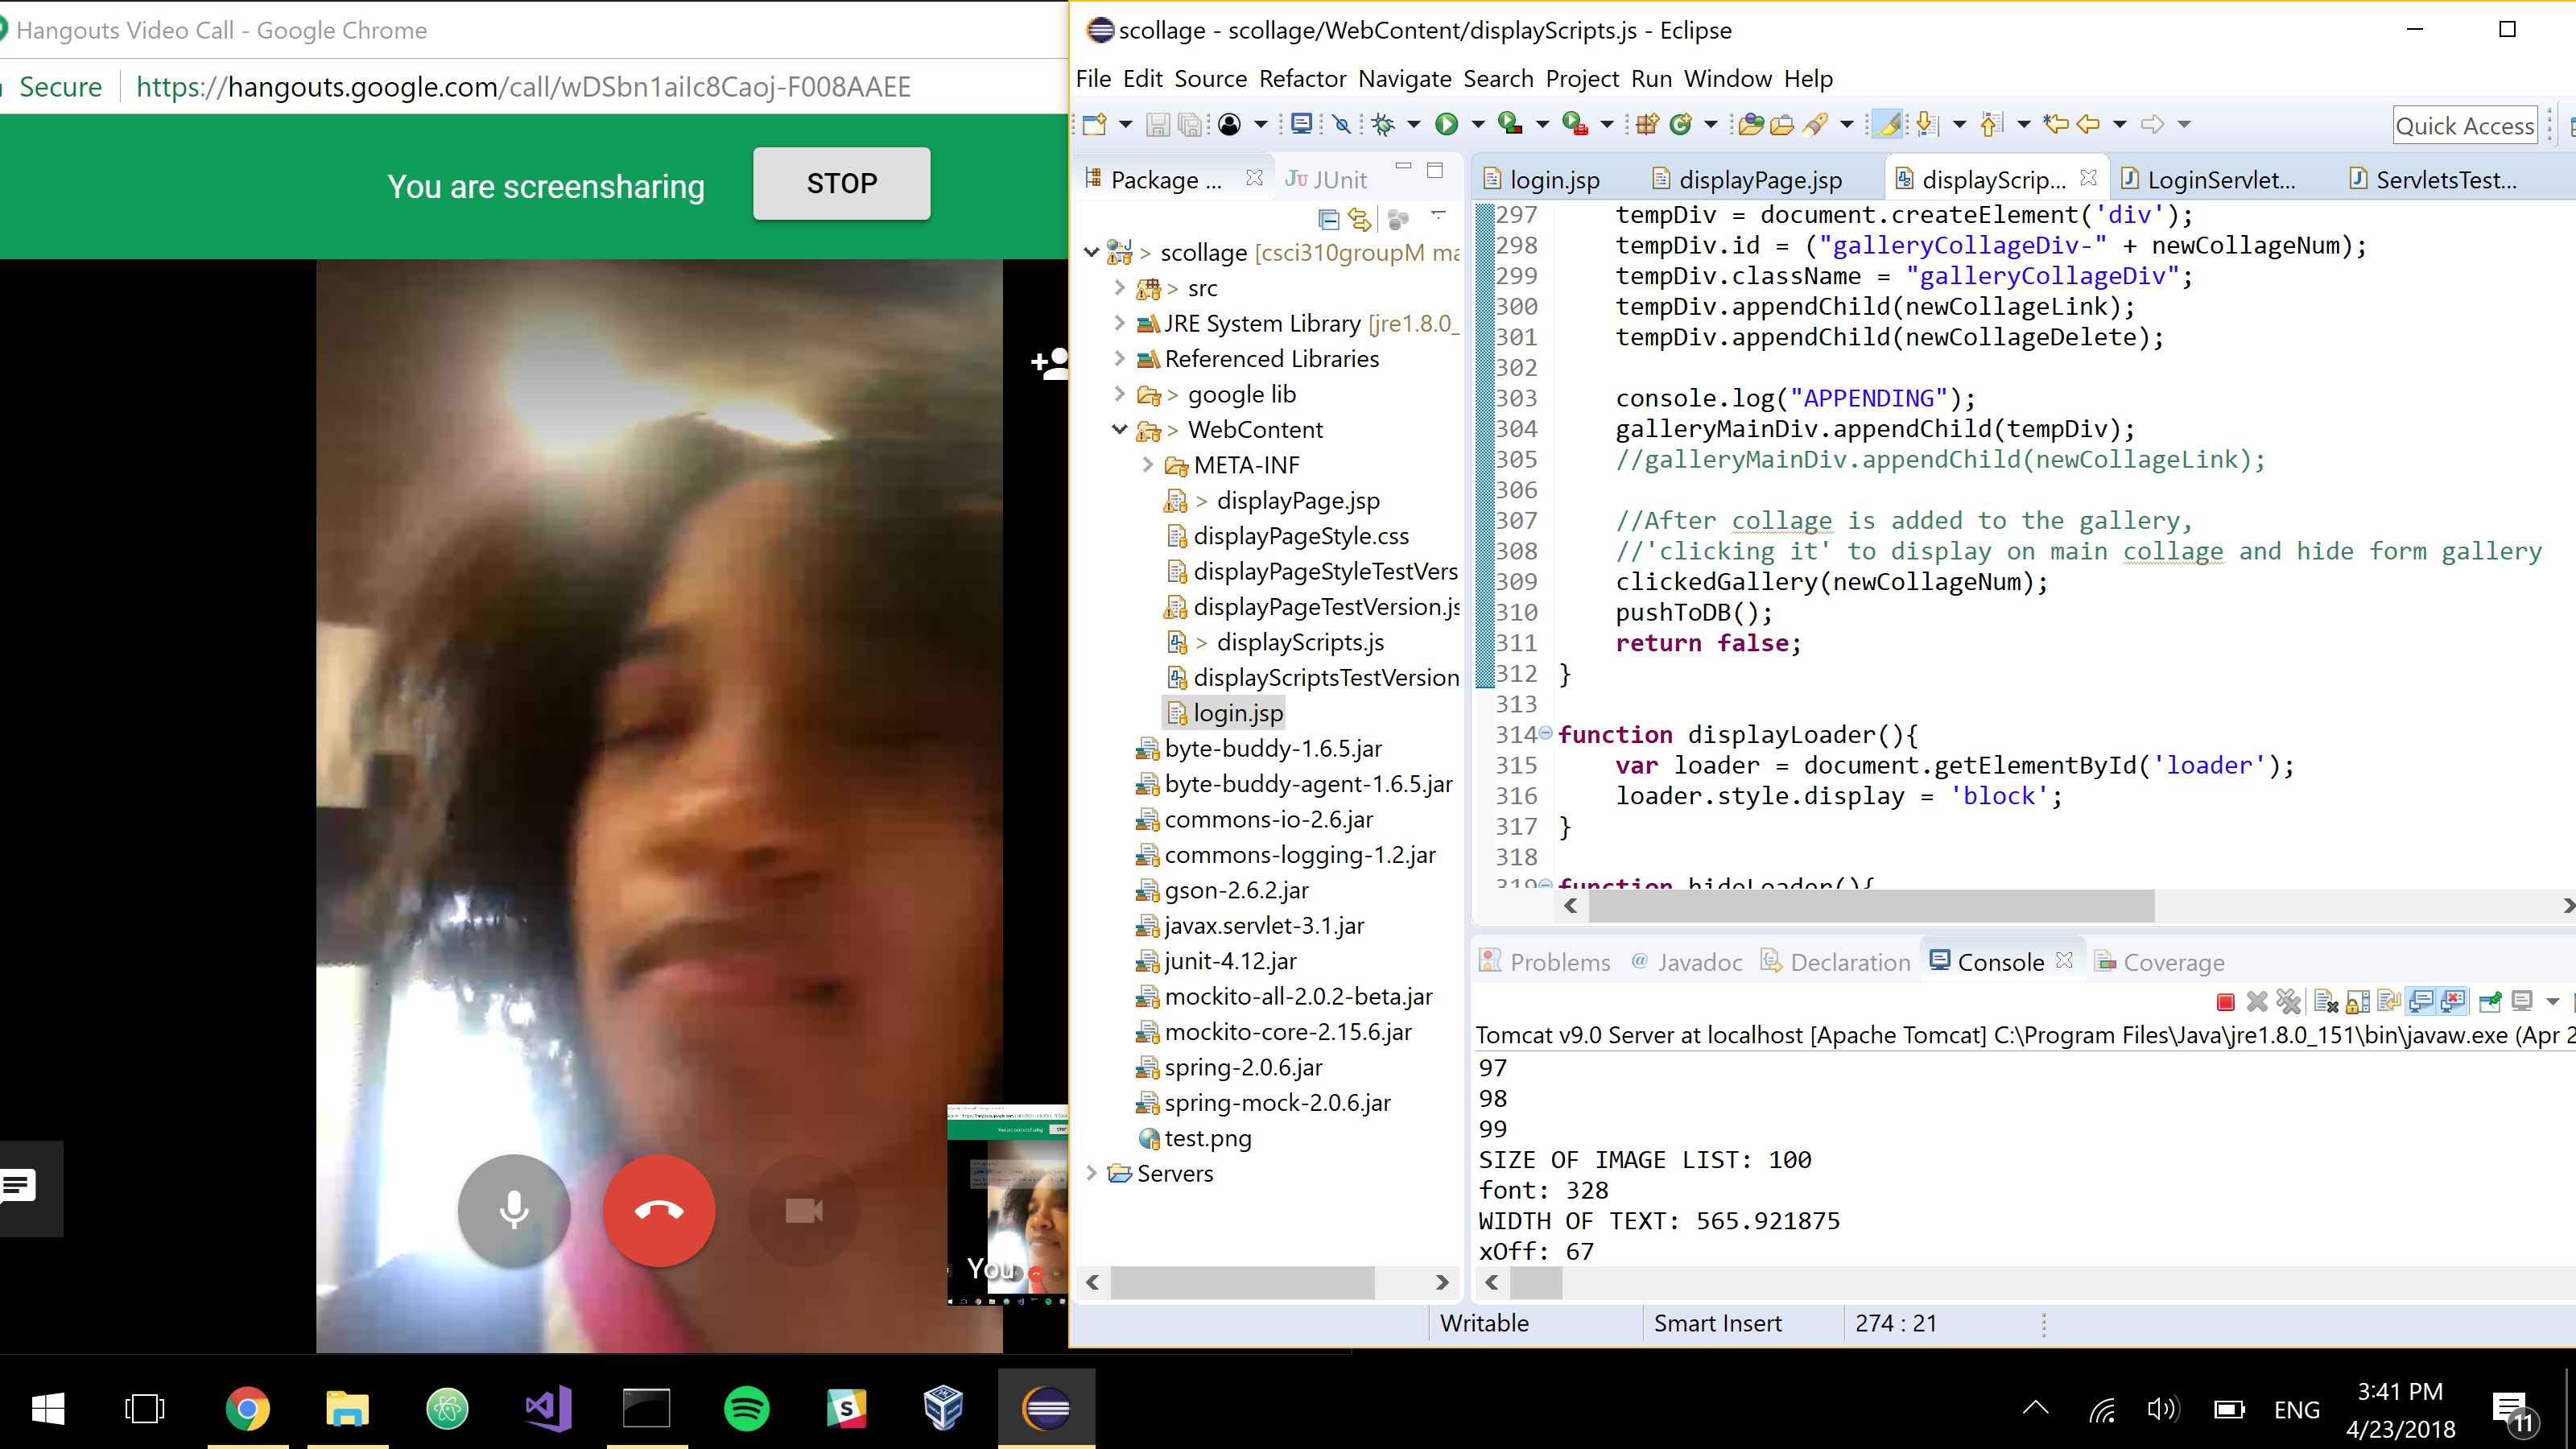 Hangouts Video Call - Google Chrome
Secure https://hangouts.google.com/call/wDSbn1ailc8Caoj-F008AAEE
You are screensharing STOP
You
scollage - scollage/WebContent/displayScripts.js - Eclipse
File Edit Source Refactor Navigate Search Project Run Window Help
Quick Access
Package ... JUnit
> scollage [csci310groupM ma
> src
JRE System Library [jre1.8.0_
Referenced Libraries
> google lib
> WebContent
META-INF
> displayPage.jsp
displayPageStyle.css
displayPageStyleTestVers
displayPageTestVersion.js
> displayScripts.js
displayScriptsTestVersion
login.jsp
byte-buddy-1.6.5.jar
byte-buddy-agent-1.6.5.jar
commons-io-2.6.jar
commons-logging-1.2.jar
gson-2.6.2.jar
javax.servlet-3.1.jar
junit-4.12.jar
mockito-all-2.0.2-beta.jar
mockito-core-2.15.6.jar
spring-2.0.6.jar
spring-mock-2.0.6.jar
test.png
Servers
login.jsp displayPage.jsp displayScrip... LoginServlet... ServletsTest...
297 tempDiv = document.createElement('div');
298 tempDiv.id = ("galleryCollageDiv-" + newCollageNum);
299 tempDiv.className = "galleryCollageDiv";
300 tempDiv.appendChild(newCollageLink);
301 tempDiv.appendChild(newCollageDelete);
302
303 console.log("APPENDING");
304 galleryMainDiv.appendChild(tempDiv);
305 //galleryMainDiv.appendChild(newCollageLink);
306
307 //After collage is added to the gallery,
308 //'clicking it' to display on main collage and hide form gallery
309 clickedGallery(newCollageNum);
310 pushToDB();
311 return false;
312 }
313
314 function displayLoader(){
315 var loader = document.getElementById('loader');
316 loader.style.display = 'block';
317 }
318
319 function hideLoader(){
Problems @ Javadoc Declaration Console Coverage
Tomcat v9.0 Server at localhost [Apache Tomcat] C:\Program Files\Java\jre1.8.0_151\bin\javaw.exe (Apr 2
97
98
99
SIZE OF IMAGE LIST: 100
font: 328
WIDTH OF TEXT: 565.921875
xOff: 67
Writable Smart Insert 274 : 21
ENG
3:41 PM
4/23/2018
11